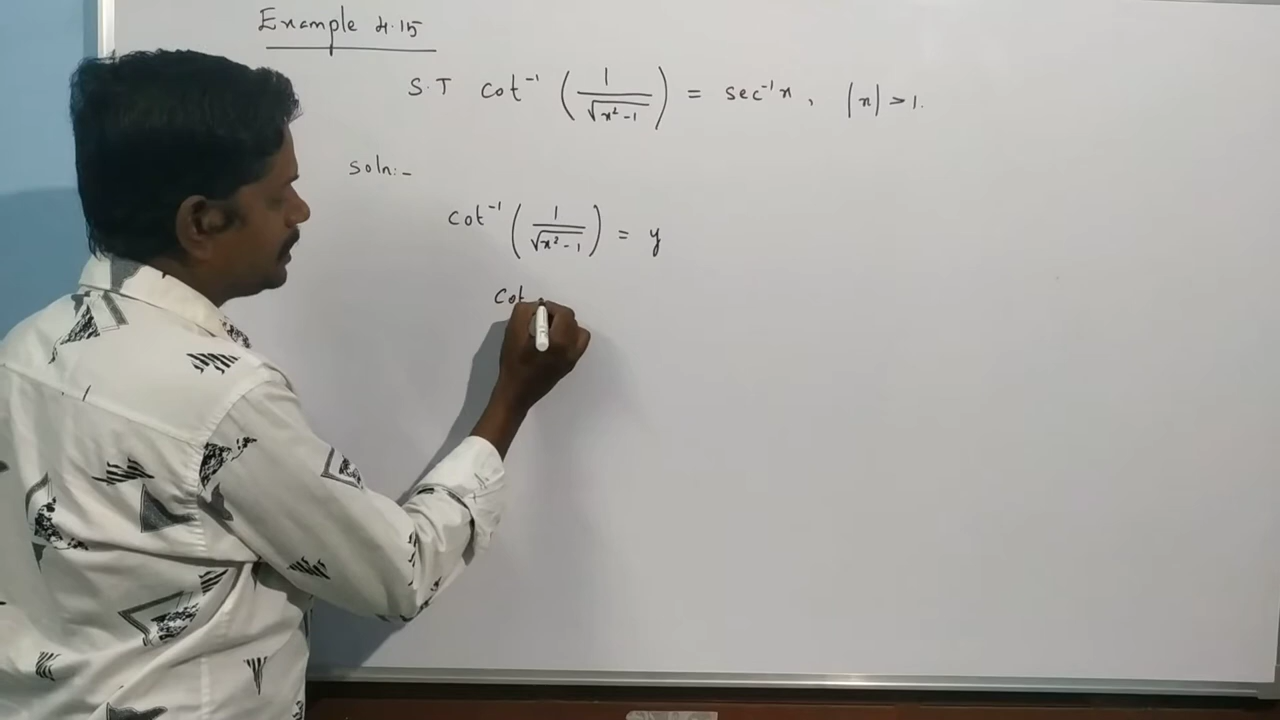 Example 4.15
S.T cot⁻¹ (1/√(x²-1)) = sec⁻¹x, |x| > 1.
Soln:-
cot⁻¹ (1/√(x²-1)) = y
Cot